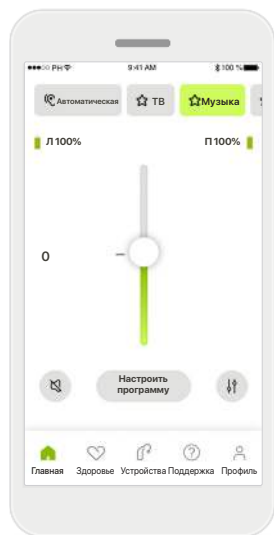 PH 9:41 AM 100 %
Автоматическая ТВ Музыка
Л 100% П 100%
0
Настроить
программу
Главная Здоровье Устройства Поддержка Профиль